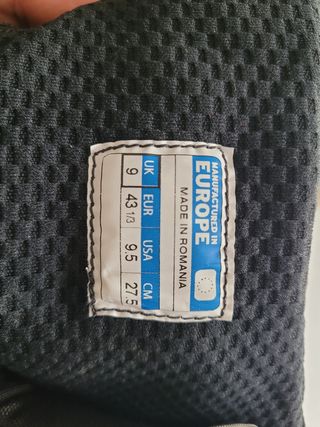 MANUFACTURED IN
EUROPE
MADE IN ROMANIA
UK EUR USA CM
9 43 1/3 9.5 27.5